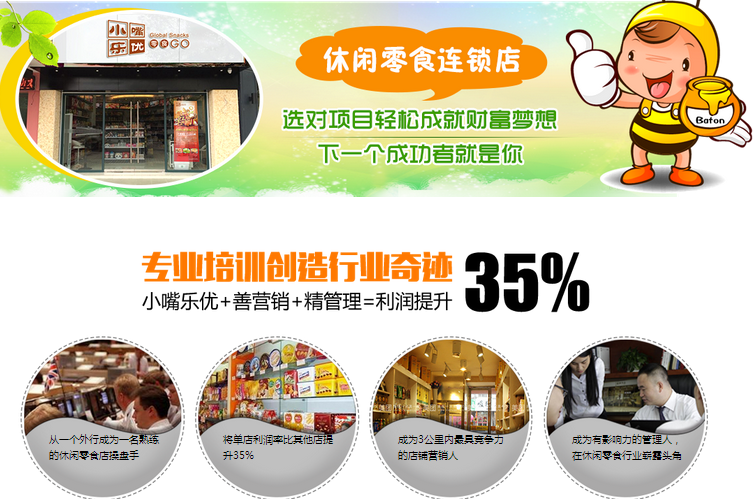 小嘴
乐优
iGlobal Snacks
零食GO
休闲零食连锁店
选对项目轻松成就财富梦想
下一个成功者就是你
Baton
专业培训创造行业奇迹
小嘴乐优+善营销+精管理=利润提升
35%
从一个外行成为一名熟练
的休闲零食店操盘手
将单店利润率比其他店提
升35%
成为3公里内最具竞争力
的店铺营销人
成为有影响力的管理人，
在休闲零食行业崭露头角